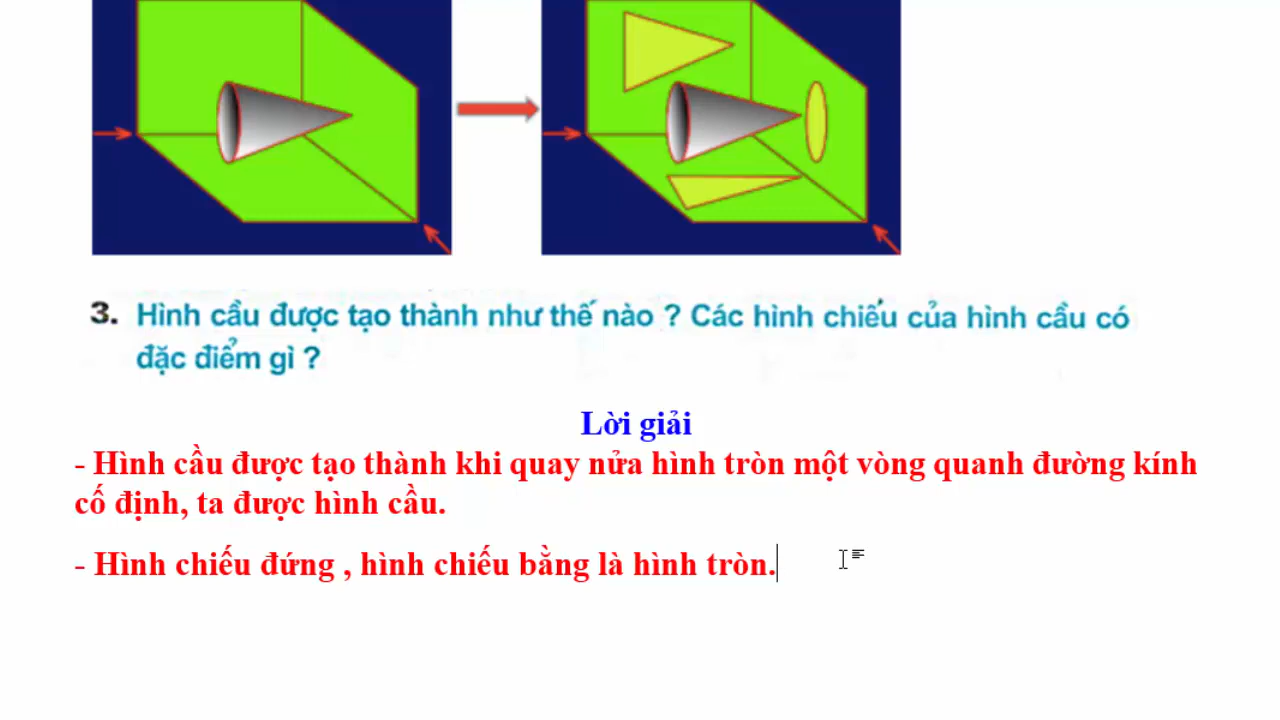 3. Hình cầu được tạo thành như thế nào ? Các hình chiếu của hình cầu có
đặc điểm gì ?
Lời giải
- Hình cầu được tạo thành khi quay nửa hình tròn một vòng quanh đường kính
cố định, ta được hình cầu.
- Hình chiếu đứng , hình chiếu bằng là hình tròn.